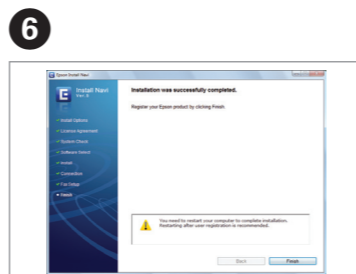 6
Epson Install Navi
Install Navi
Installation was successfully completed.
Register your Epson product by clicking Finish.
Install Options
License Agreement
System Check
Software Select
Install
Connection
Fax Setup
Finish
You need to restart your computer to complete installation.
Restarting after user registration is recommended.
Back
Finish